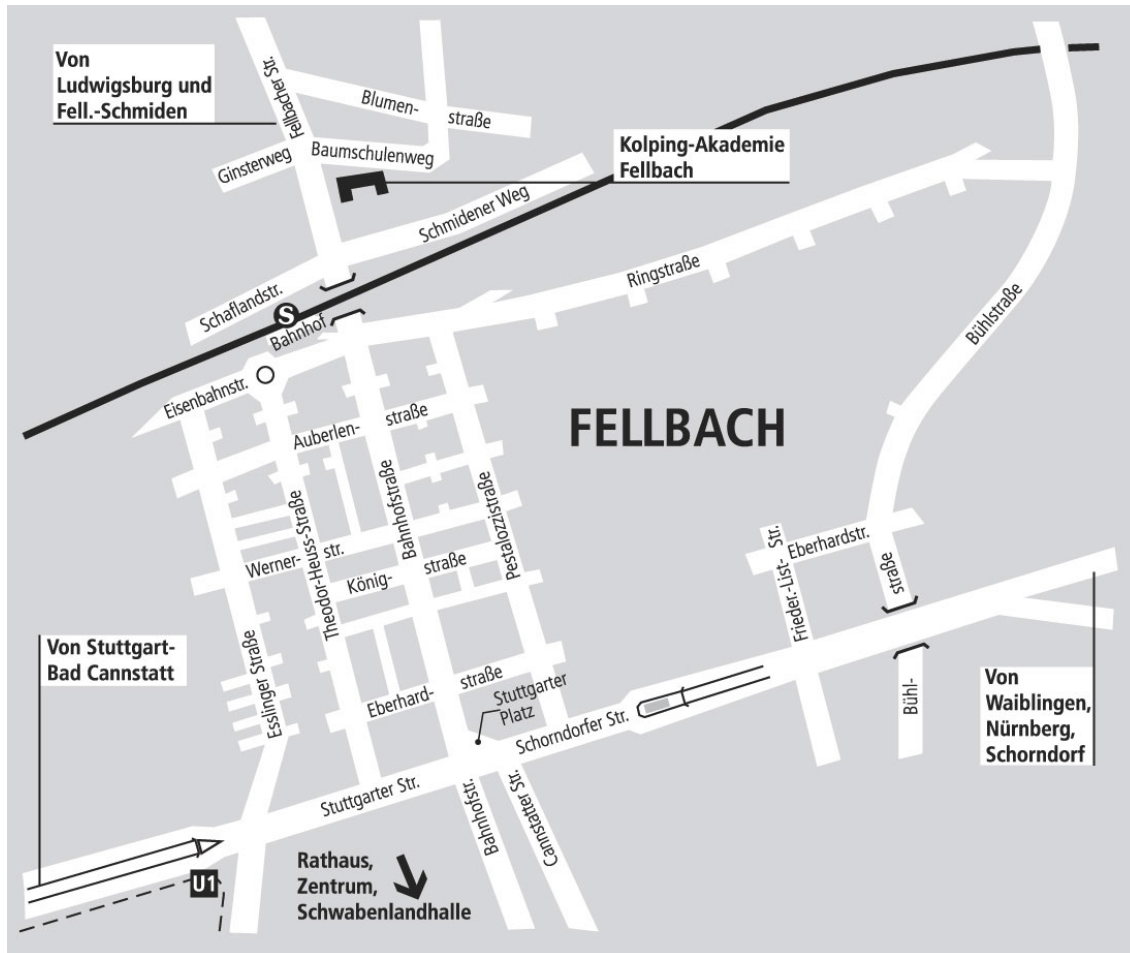 Von
Ludwigsburg und
Fell.-Schmiden
Fellbacher Str.
Blumen-
straße
Ginsterweg
Baumschulenweg
Kolping-Akademie
Fellbach
Schmidener Weg
Schaflandstr.
S
Bahnhof
Ringstraße
Bühlstraße
Eisenbahnstr.
Auberlen-
straße
FELLBACH
Theodor-Heuss-Straße
Bahnhofstraße
Pestalozzistraße
Werner-
str.
König-
straße
Frieder.-List- Str.
Eberhardstr.
straße
Von Stuttgart-
Bad Cannstatt
Esslinger Straße
Eberhard-
straße
Stuttgarter
Platz
Schorndorfer Str.
Bühl-
Von
Waiblingen,
Nürnberg,
Schorndorf
Stuttgarter Str.
Bahnhofstr.
Cannstatter Str.
U1
Rathaus,
Zentrum,
Schwabenlandhalle